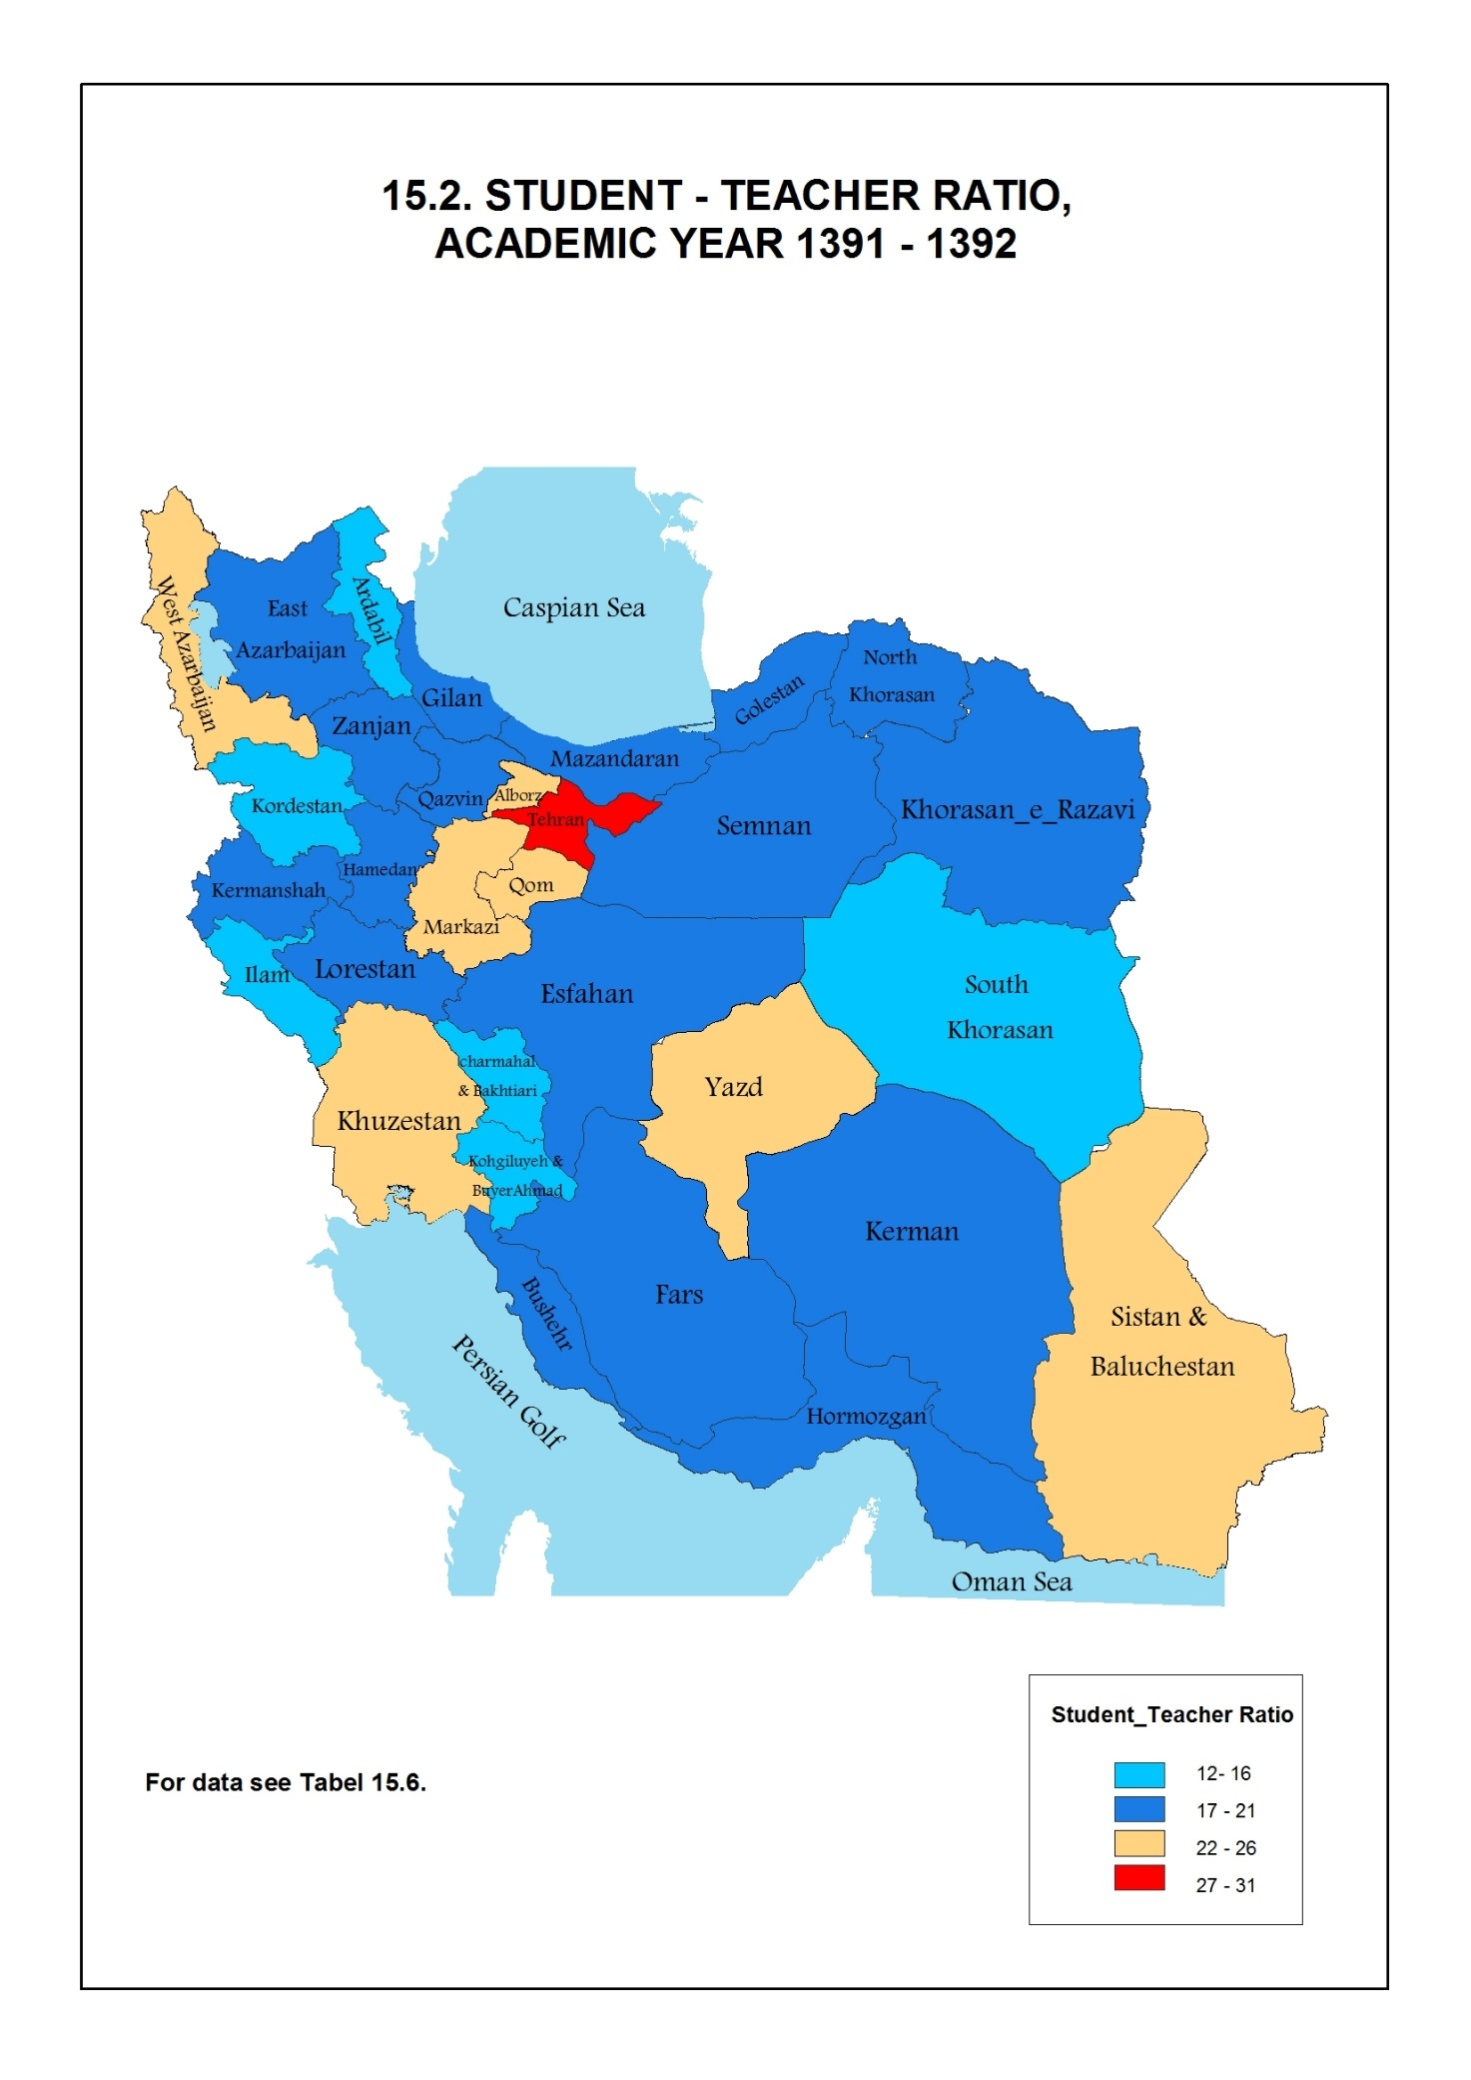 15.2. STUDENT - TEACHER RATIO,
ACADEMIC YEAR 1391 - 1392
West Azarbaijan
East
Azarbaijan
Ardabil
Caspian Sea
Gilan
Zanjan
Golestan
North
Khorasan
Mazandaran
Kordestan
Qazvin
Alborz
Tehran
Semnan
Khorasan_e_Razavi
Kermanshah
Hamedan
Qom
Markazi
Ilam
Lorestan
Esfahan
South
Khorasan
charmahal
& Bakhtiari
Yazd
Khuzestan
Kohgiluyeh &
BuyerAhmad
Kerman
Fars
Bushehr
Sistan &
Baluchestan
Persian Golf
Hormozgan
Oman Sea
Student_Teacher Ratio
12- 16
17 - 21
22 - 26
27 - 31
For data see Tabel 15.6.